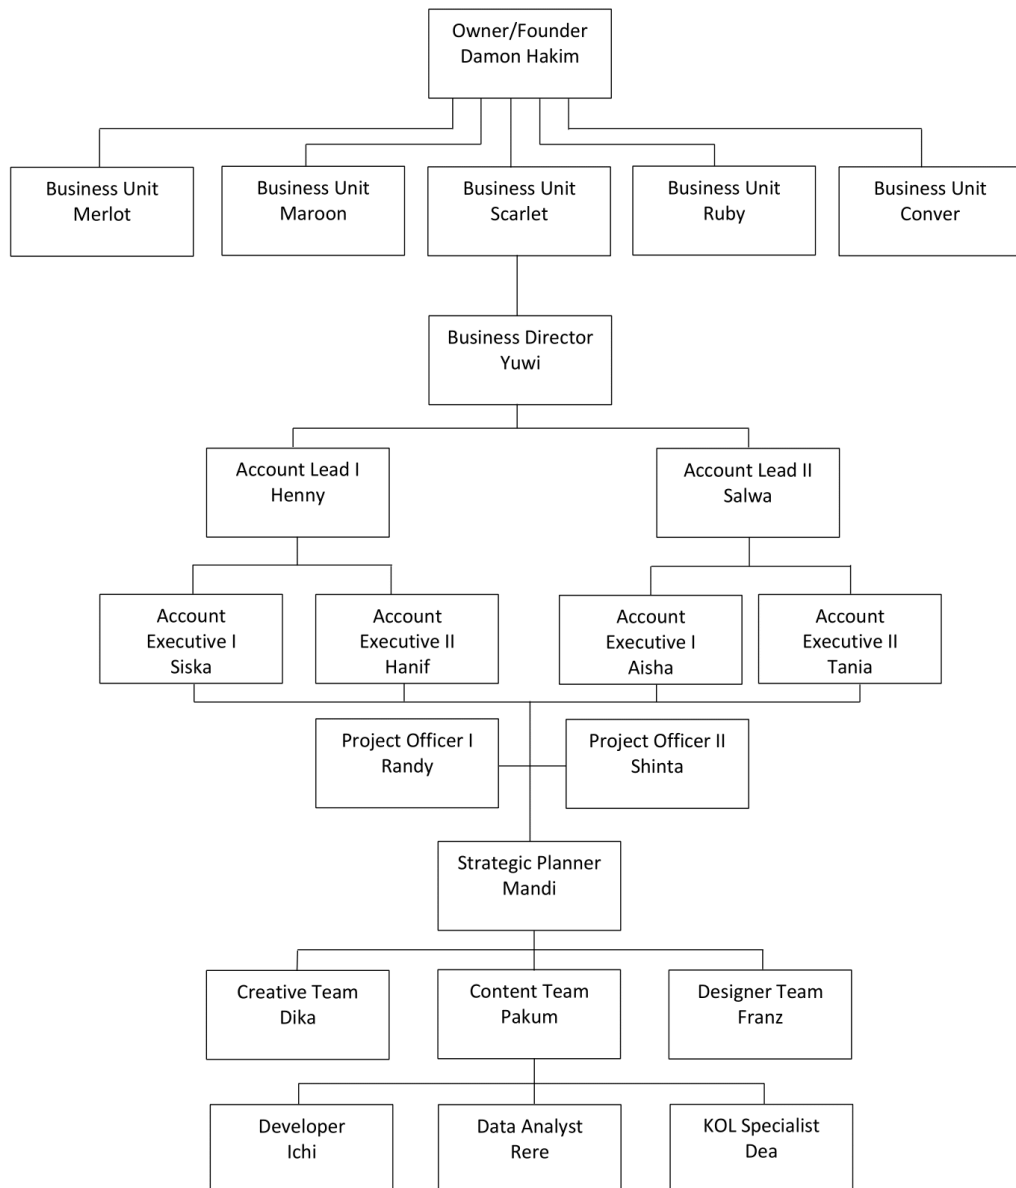 Owner/Founder
Damon Hakim
Business Unit
Merlot
Business Unit
Maroon
Business Unit
Scarlet
Business Unit
Ruby
Business Unit
Conver
Business Director
Yuwi
Account Lead I
Henny
Account Lead II
Salwa
Account
Executive I
Siska
Account
Executive II
Hanif
Account
Executive I
Aisha
Account
Executive II
Tania
Project Officer I
Randy
Project Officer II
Shinta
Strategic Planner
Mandi
Creative Team
Dika
Content Team
Pakum
Designer Team
Franz
Developer
Ichi
Data Analyst
Rere
KOL Specialist
Dea